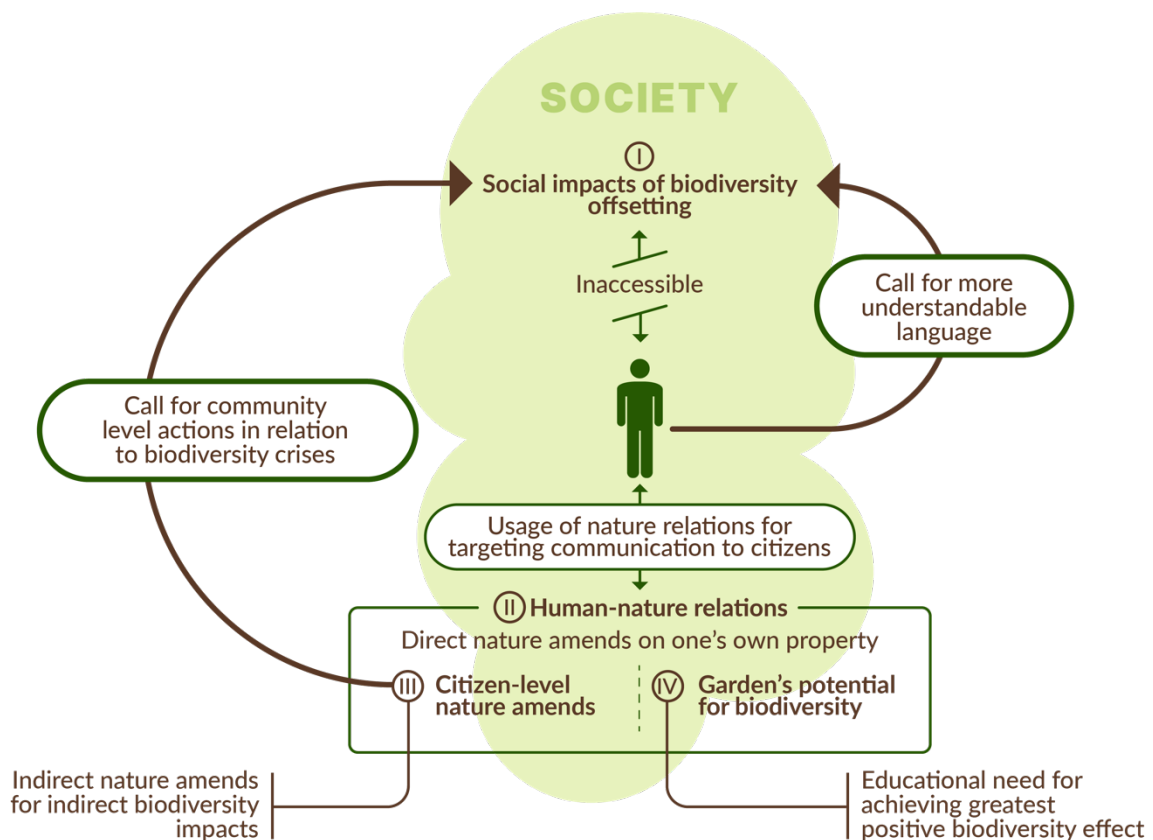 SOCIETY
I
Social impacts of biodiversity
offsetting
Inaccessible
Call for more
understandable
language
Call for community
level actions in relation
to biodiversity crises
Usage of nature relations for
targeting communication to citizens
II Human-nature relations
Direct nature amends on one's own property
III Citizen-level
nature amends
IV Garden's potential
for biodiversity
Indirect nature amends
for indirect biodiversity
impacts
Educational need for
achieving greatest
positive biodiversity effect